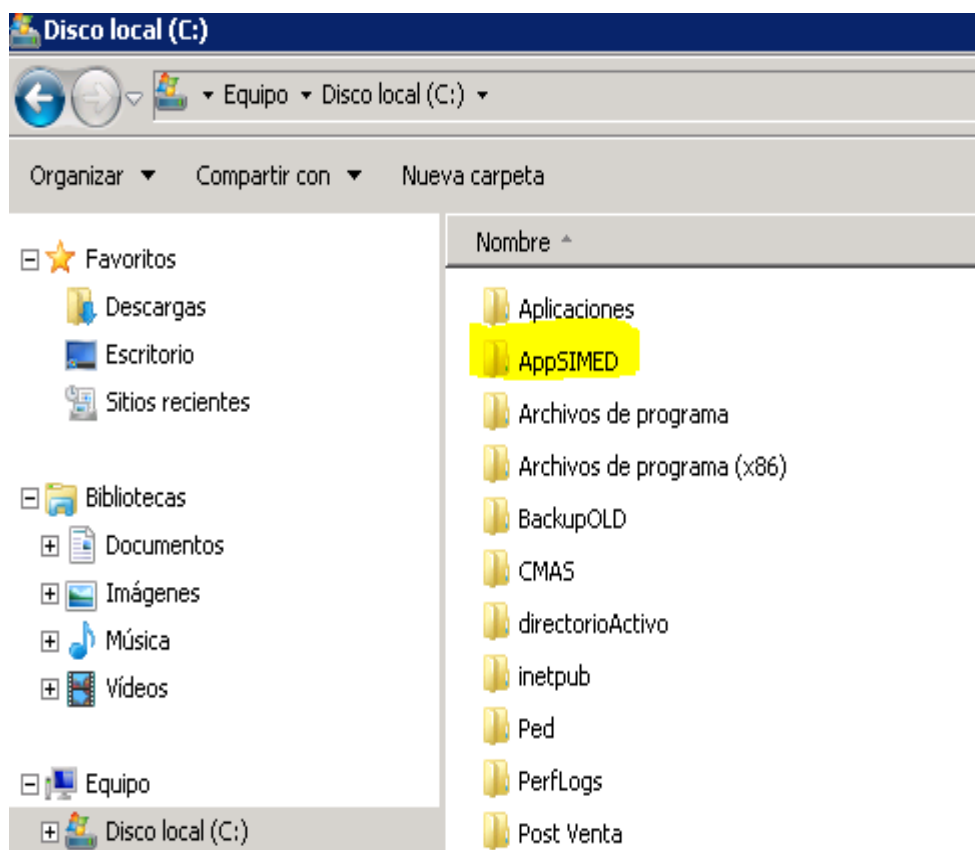 Disco local (C:)
Equipo Disco local (C:)
Organizar Compartir con Nueva carpeta
Favoritos
Descargas
Escritorio
Sitios recientes
Bibliotecas
Documentos
Imágenes
Música
Vídeos
Equipo
Disco local (C:)
Nombre
Aplicaciones
AppSIMED
Archivos de programa
Archivos de programa (x86)
BackupOLD
CMAS
directorioActivo
inetpub
Ped
PerfLogs
Post Venta